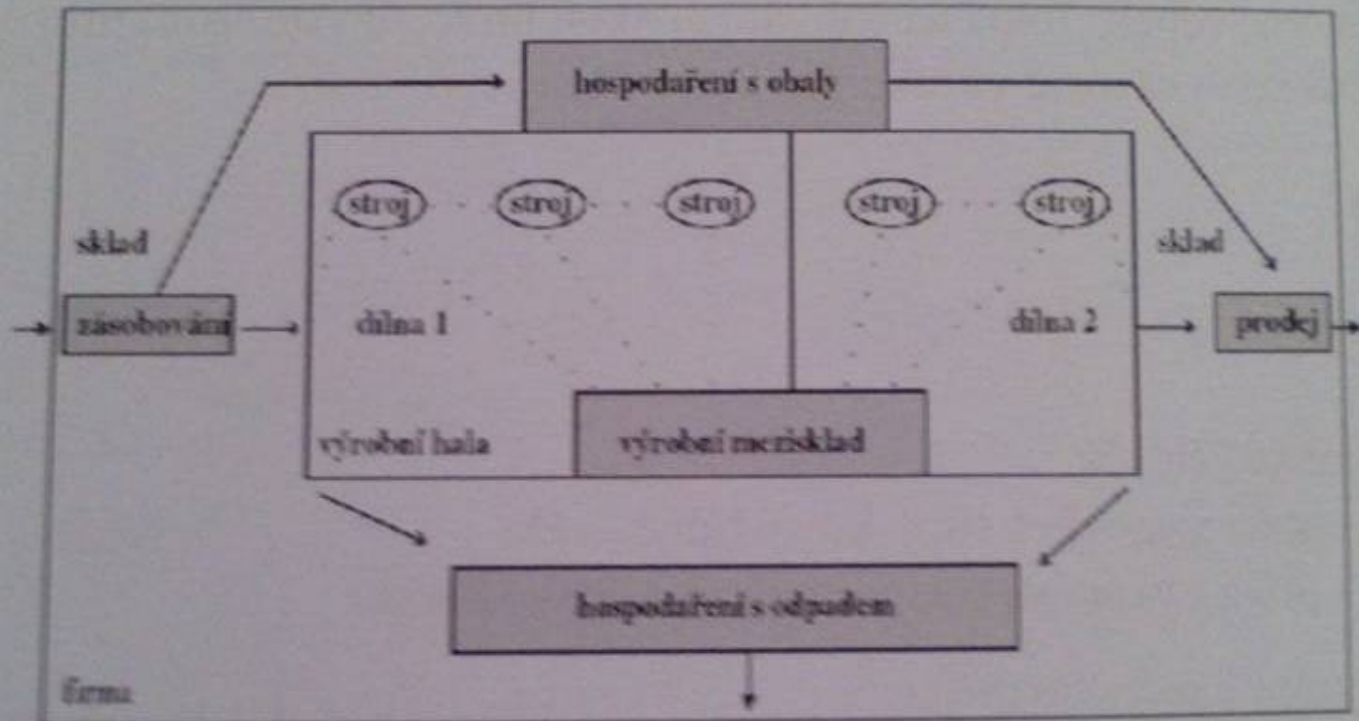 hospodaření s obaly
stroj stroj stroj stroj stroj
sklad sklad
zásobování dílna 1 dílna 2 prodej
výrobní hala výrobní mezisklad
hospodaření s odpadem
firma